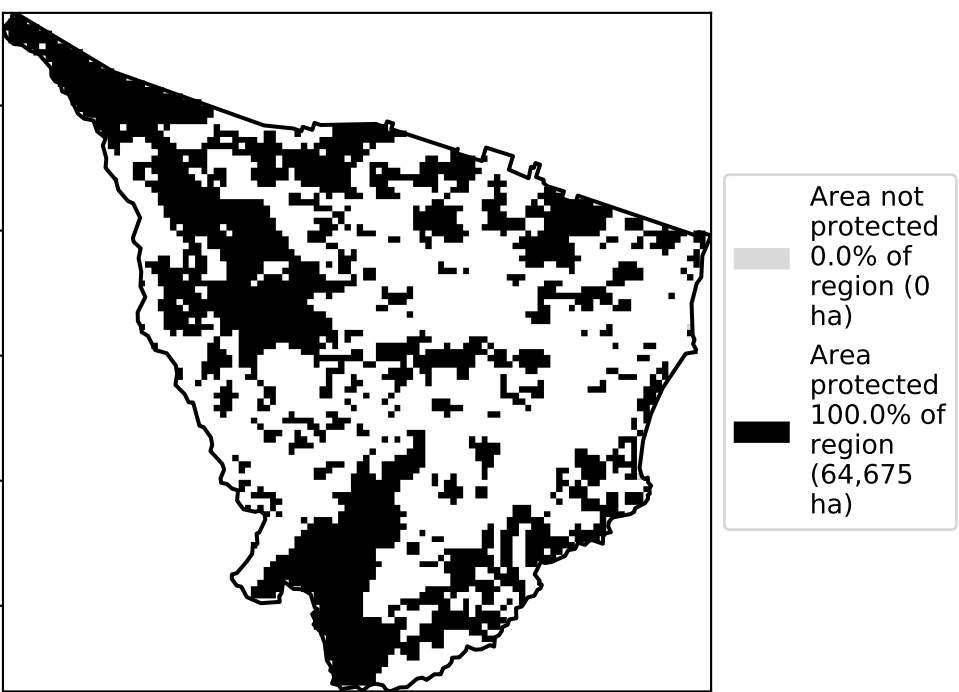 Area not
protected
0.0% of
region (0
ha)
Area
protected
100.0% of
region
(64,675
ha)